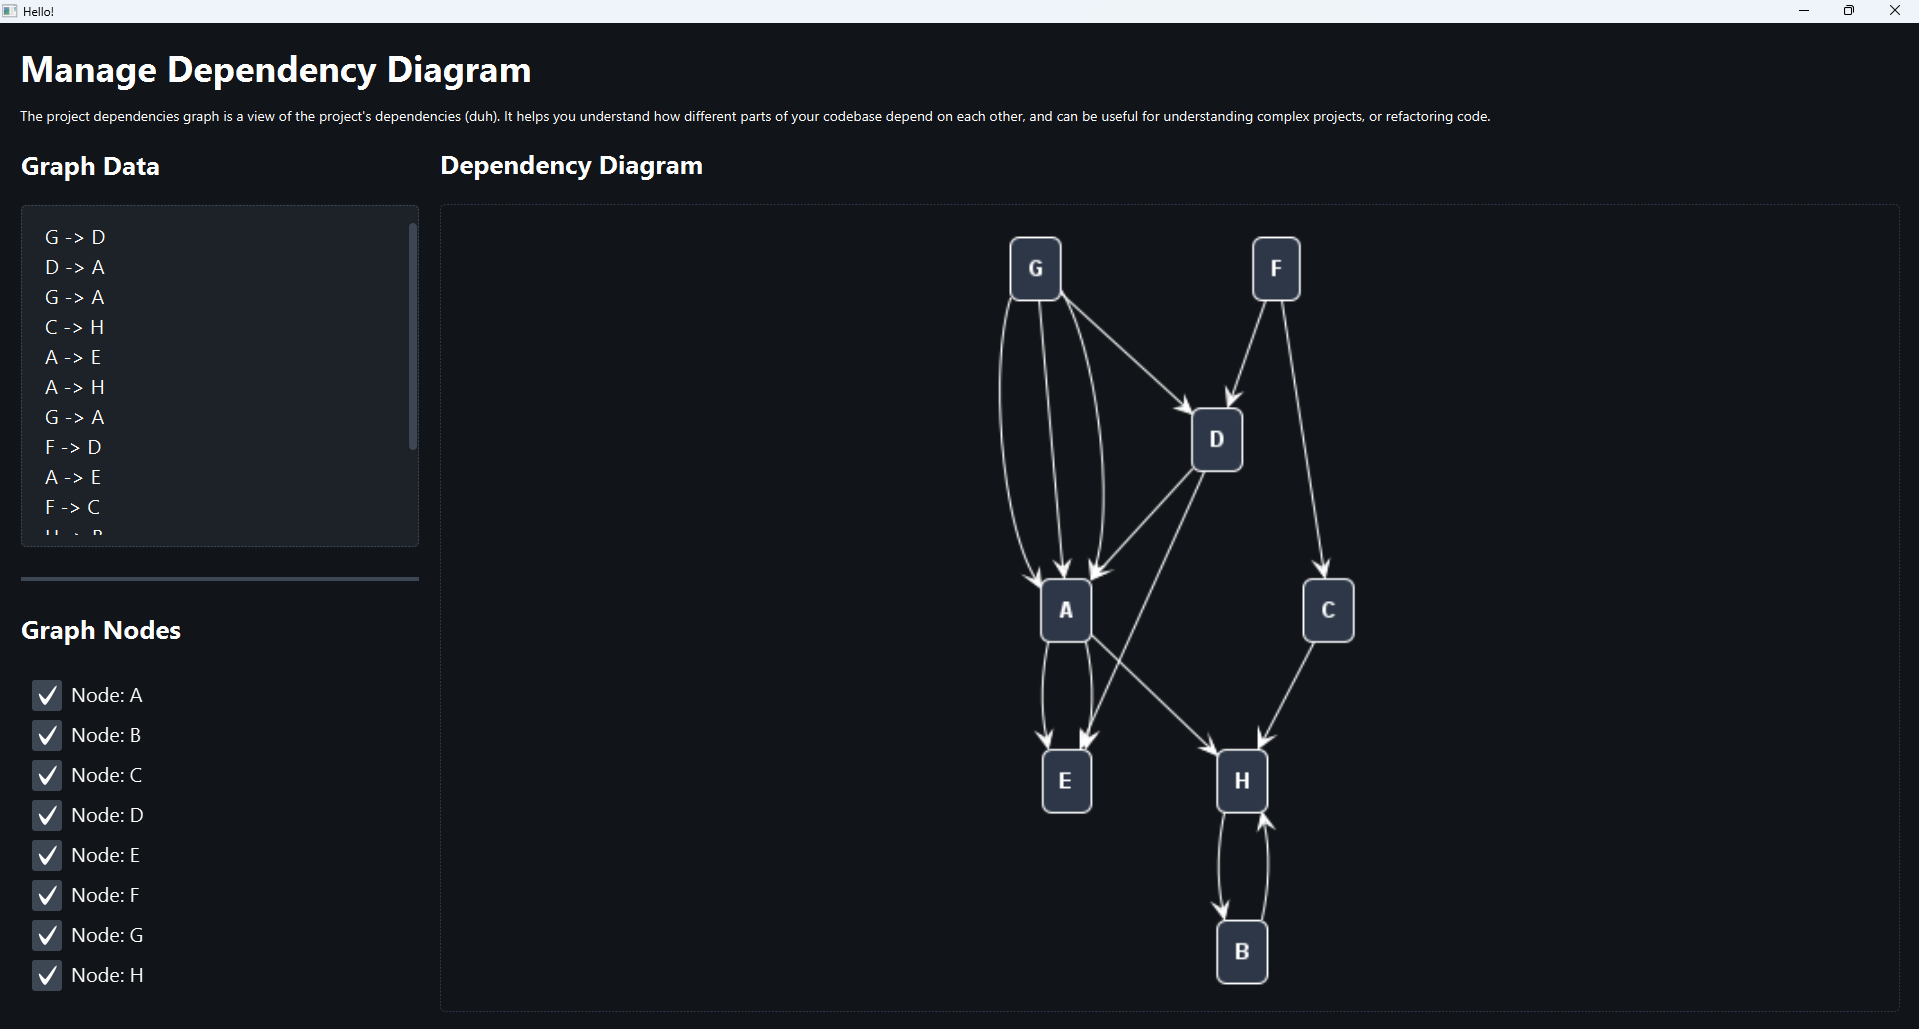 Hello!
Manage Dependency Diagram
The project dependencies graph is a view of the project's dependencies (duh). It helps you understand how different parts of your codebase depend on each other, and can be useful for understanding complex projects, or refactoring code.
Graph Data
G -> D
D -> A
G -> A
C -> H
A -> E
A -> H
G -> A
F -> D
A -> E
F -> C
Graph Nodes
Node: A
Node: B
Node: C
Node: D
Node: E
Node: F
Node: G
Node: H
Dependency Diagram
G
F
D
A
C
E
H
B